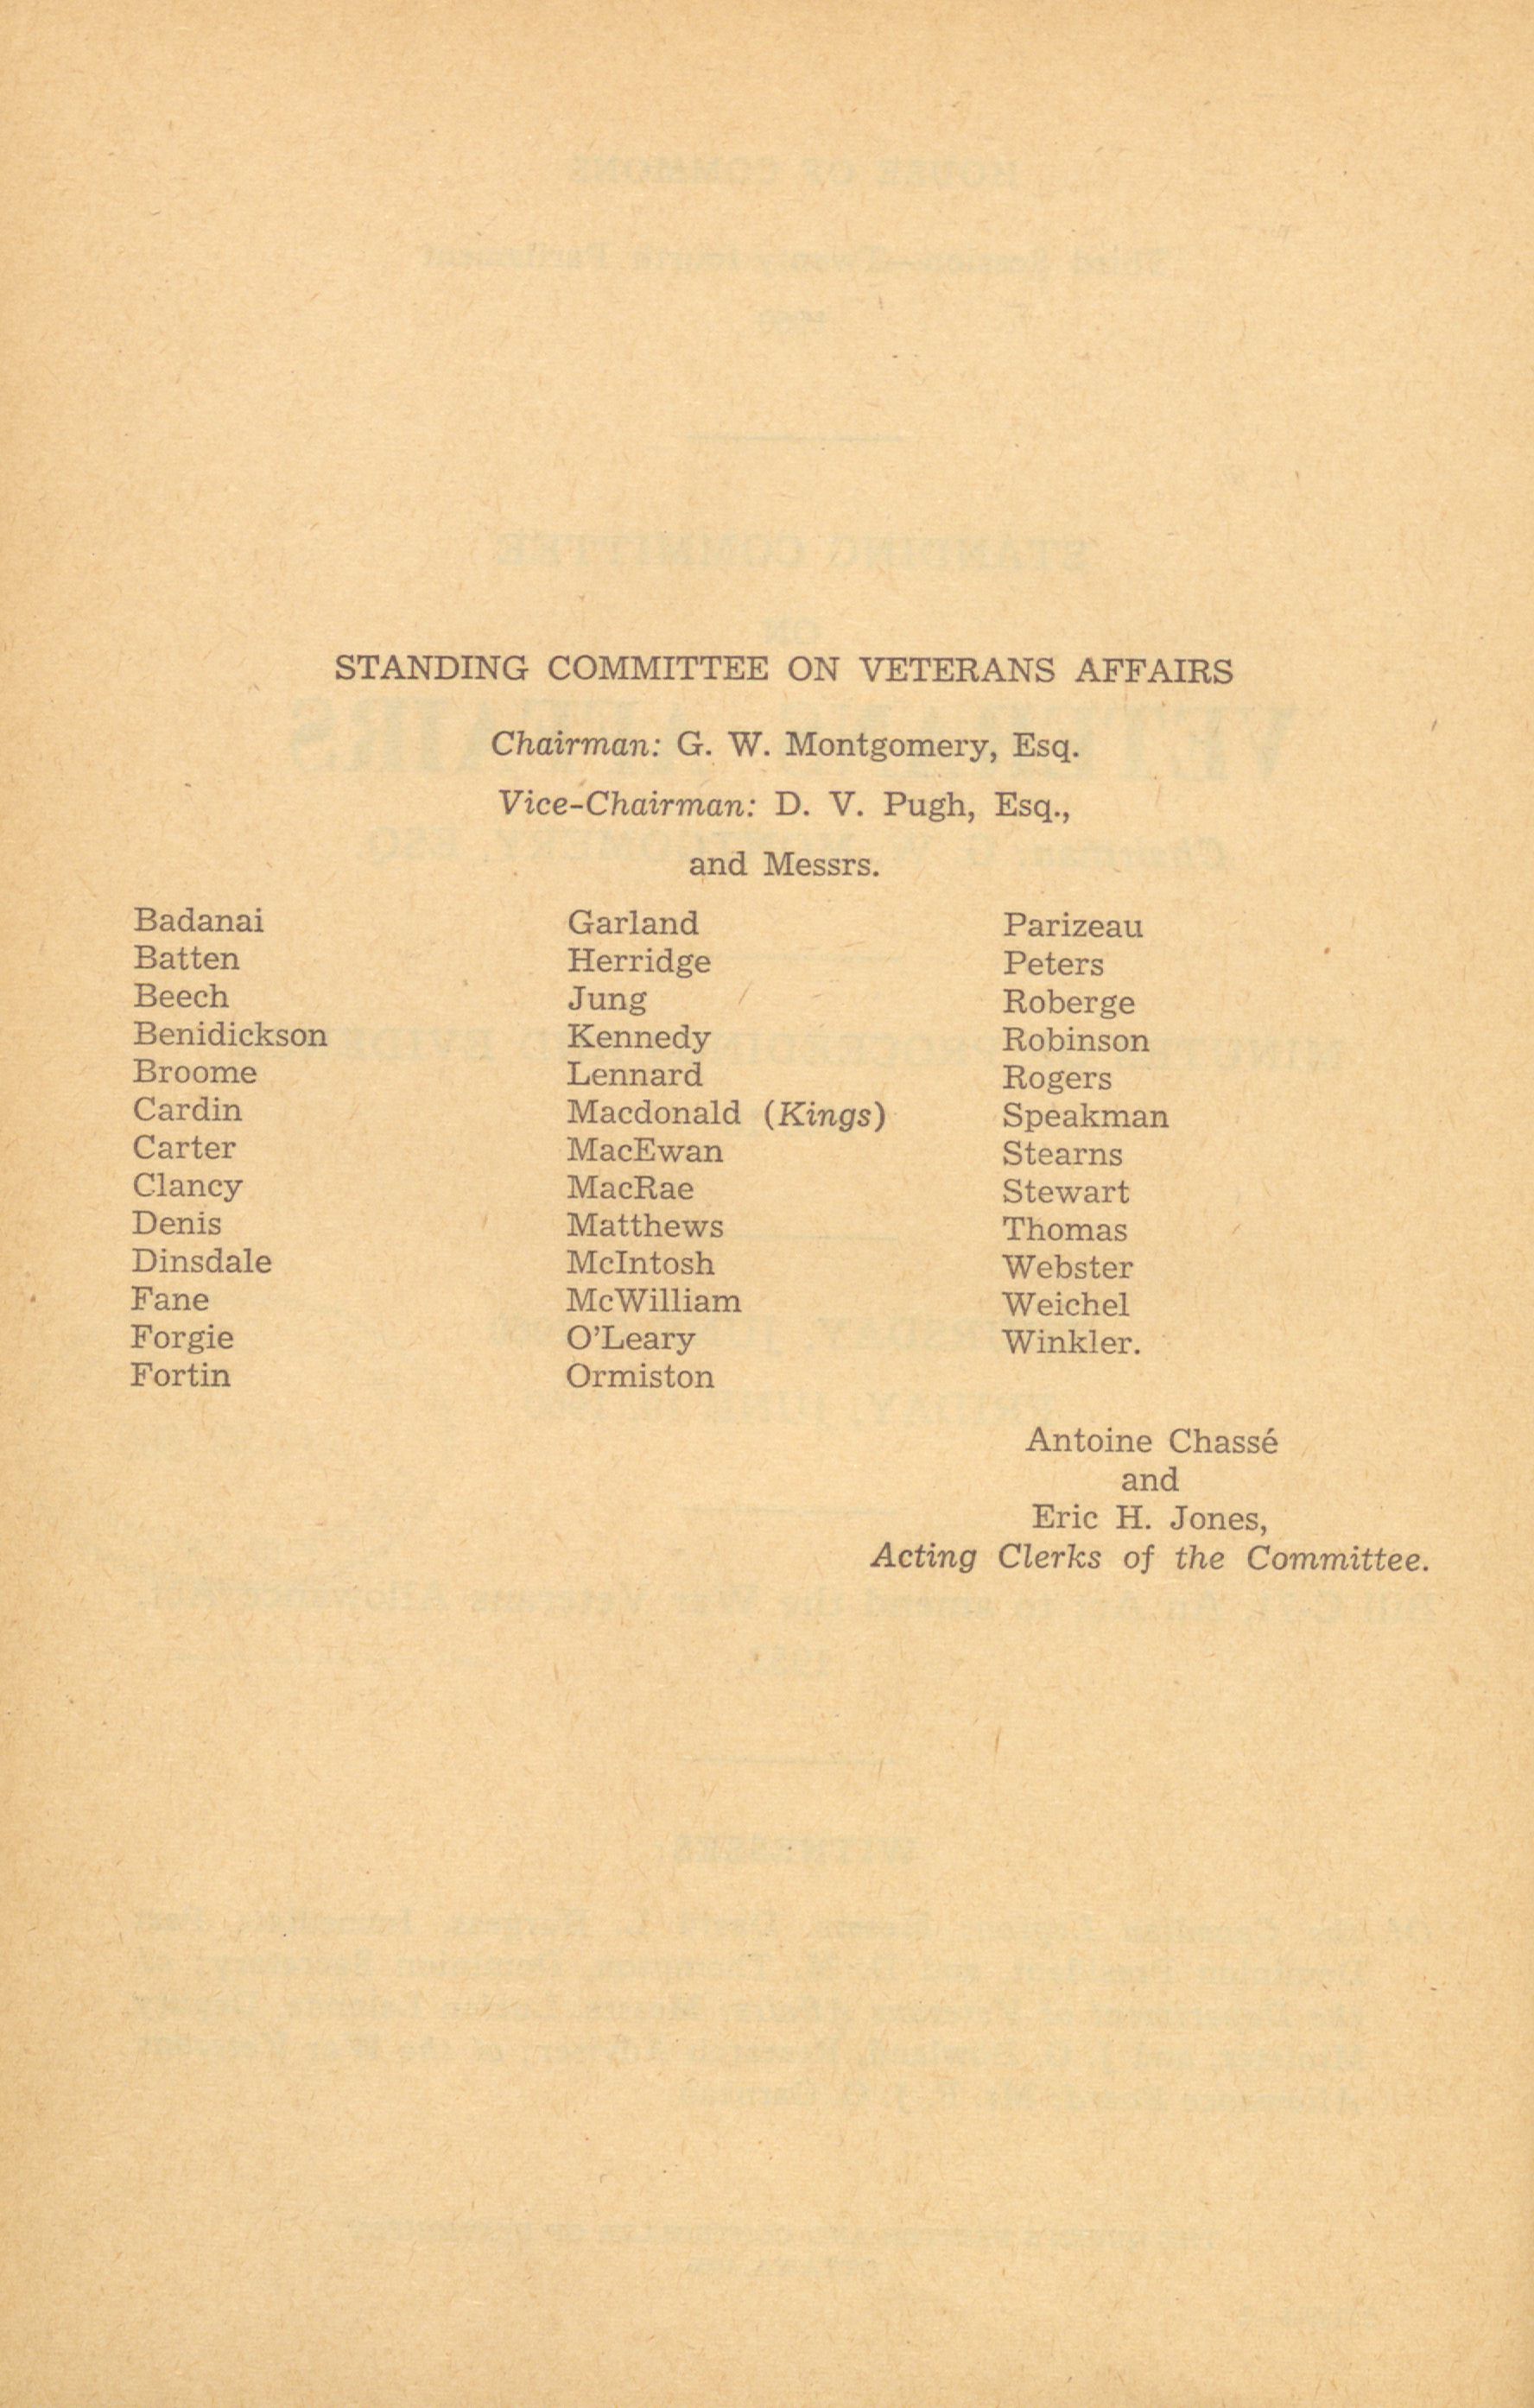 STANDING COMMITTEE ON VETERANS AFFAIRS
Chairman: G. W. Montgomery, Esq.
Vice-Chairman: D. V. Pugh, Esq.,
and Messrs.
Badanai
Batten
Beech
Benidickson
Broome
Cardin
Carter
Clancy
Denis
Dinsdale
Fane
Forgie
Fortin
Garland
Herridge
Jung
Kennedy
Lennard
Macdonald (Kings)
MacEwan
MacRae
Matthews
McIntosh
McWilliam
O'Leary
Ormiston
Parizeau
Peters
Roberge
Robinson
Rogers
Speakman
Stearns
Stewart
Thomas
Webster
Weichel
Winkler.
Antoine Chassé
and
Eric H. Jones,
Acting Clerks of the Committee.